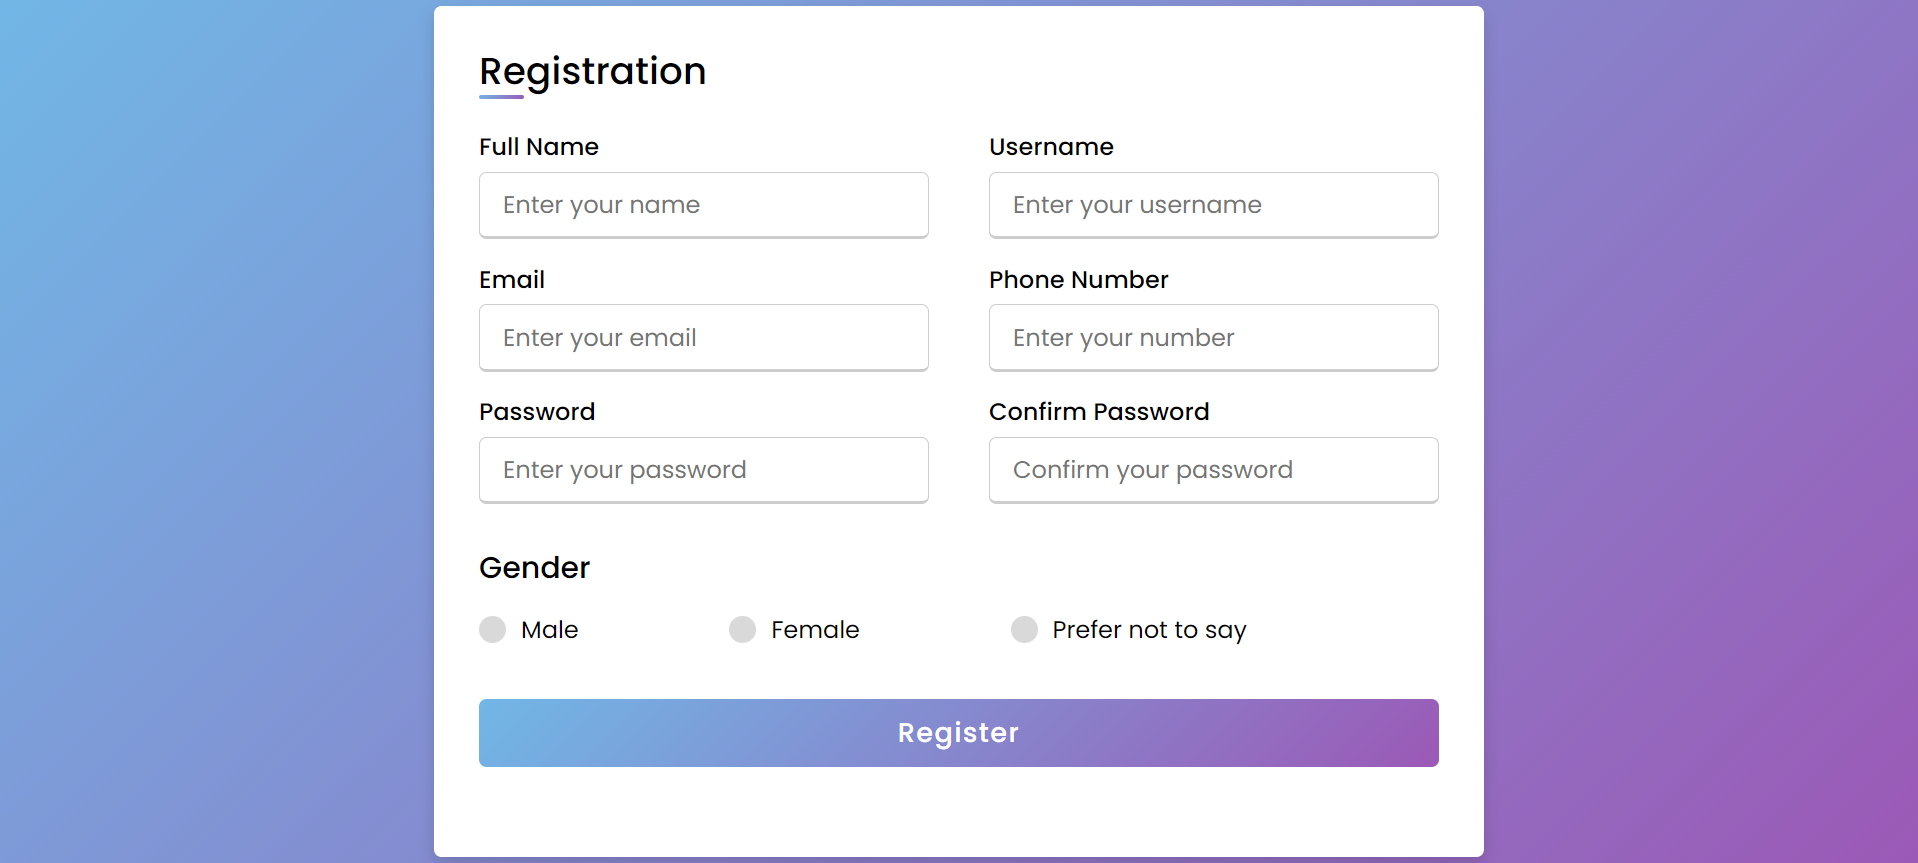 Registration
Full Name
Username
Enter your name
Enter your username
Email
Phone Number
Enter your email
Enter your number
Password
Confirm Password
Enter your password
Confirm your password
Gender
Male
Female
Prefer not to say
Register